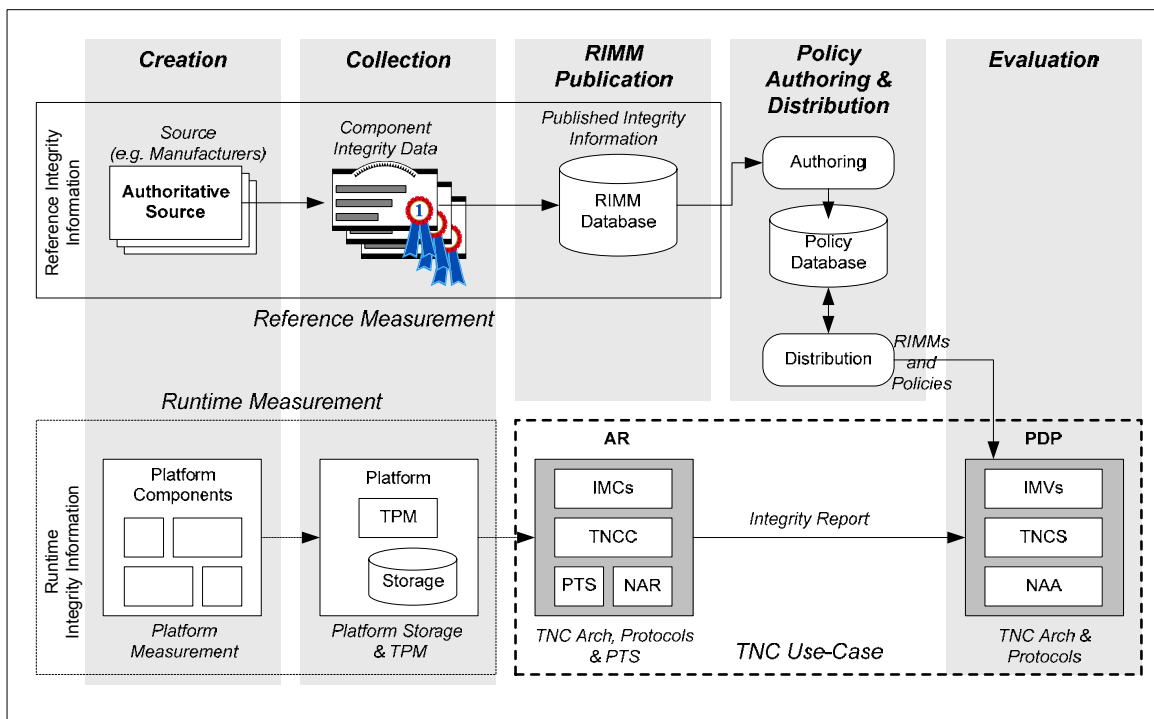 Creation
Collection
RIMM
Publication
Policy
Authoring &
Distribution
Evaluation
Reference Integrity
Information
Source
(e.g. Manufacturers)
Authoritative
Source
Component
Integrity Data
1
Published Integrity
Information
RIMM
Database
Authoring
Policy
Database
Distribution
RIMMs
and
Policies
Reference Measurement
Runtime Measurement
Runtime
Integrity Information
Platform
Components
Platform
Measurement
Platform
TPM
Storage
Platform Storage
& TPM
AR
IMCs
TNCC
PTS
NAR
TNC Arch, Protocols
& PTS
Integrity Report
TNC Use-Case
PDP
IMVs
TNCS
NAA
TNC Arch &
Protocols